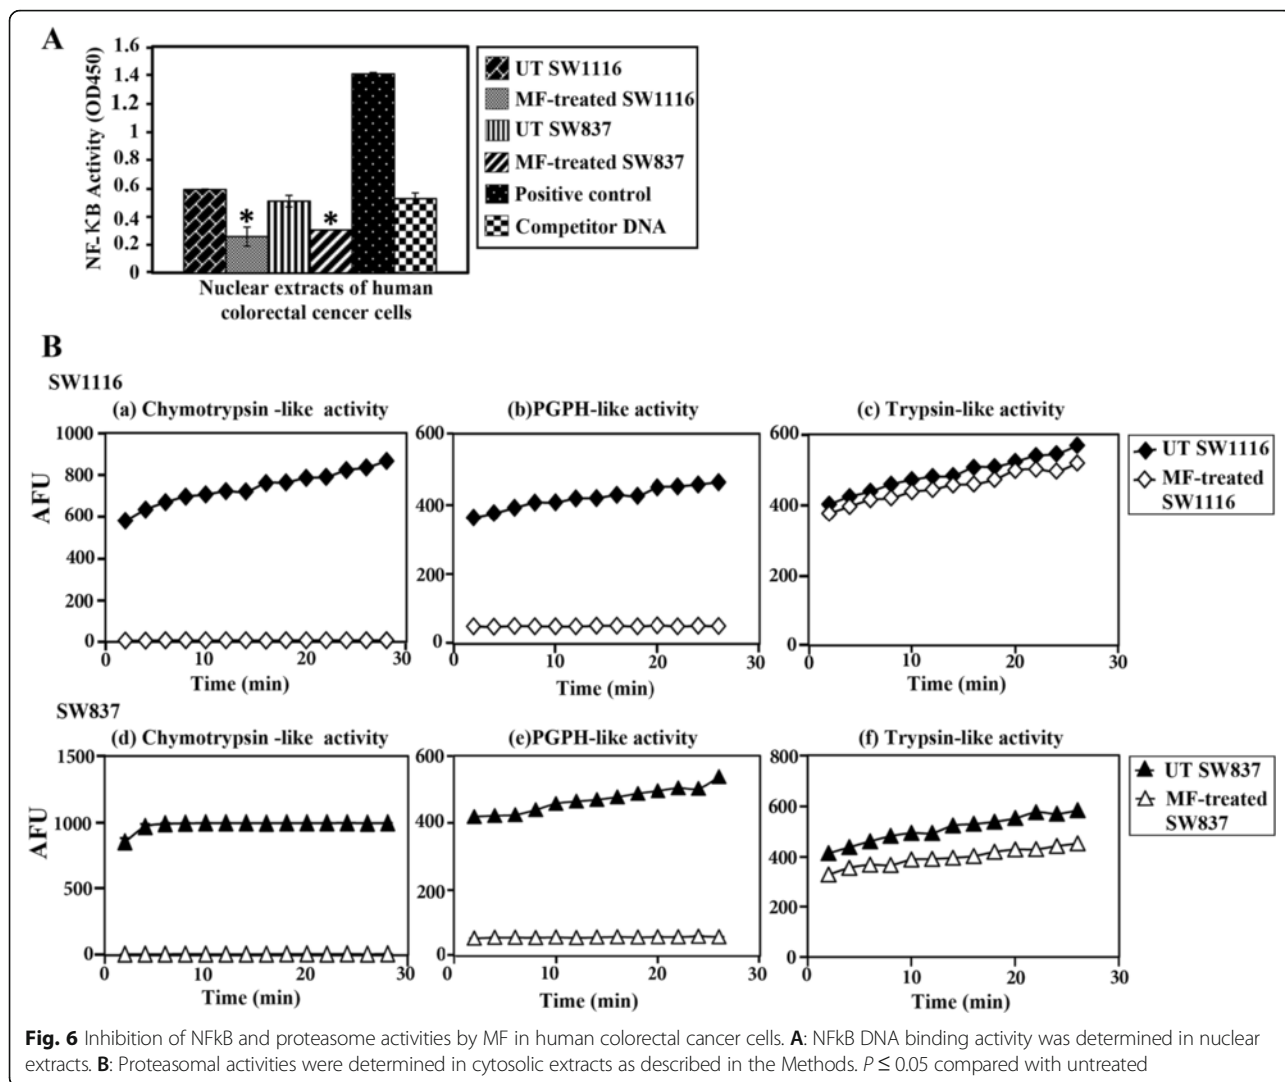 A
NF-KB Activity (OD450)
1.6
1.4
1.2
1
0.8
0.6
0.4
0.2
0
*
*
Nuclear extracts of human
colorectal cencer cells
UT SW1116
MF-treated SW1116
UT SW837
MF-treated SW837
Positive control
Competitor DNA
B
SW1116
(a) Chymotrypsin -like activity
AFU
1000
800
600
400
200
0
0 10 20 30
Time (min)
(b)PGPH-like activity
600
400
200
0
0 10 20 30
Time (min)
(c) Trypsin-like activity
600
400
200
0
0 10 20 30
Time (min)
UT SW1116
MF-treated
SW1116
SW837
(d) Chymotrypsin -like activity
AFU
1500
1000
500
0
0 10 20 30
Time (min)
(e)PGPH-like activity
600
400
200
0
0 10 20 30
Time (min)
(f) Trypsin-like activity
800
600
400
200
0
0 10 20 30
Time (min)
UT SW837
MF-treated
SW837
Fig. 6 Inhibition of NFkB and proteasome activities by MF in human colorectal cancer cells. A: NFkB DNA binding activity was determined in nuclear
extracts. B: Proteasomal activities were determined in cytosolic extracts as described in the Methods. P ≤ 0.05 compared with untreated